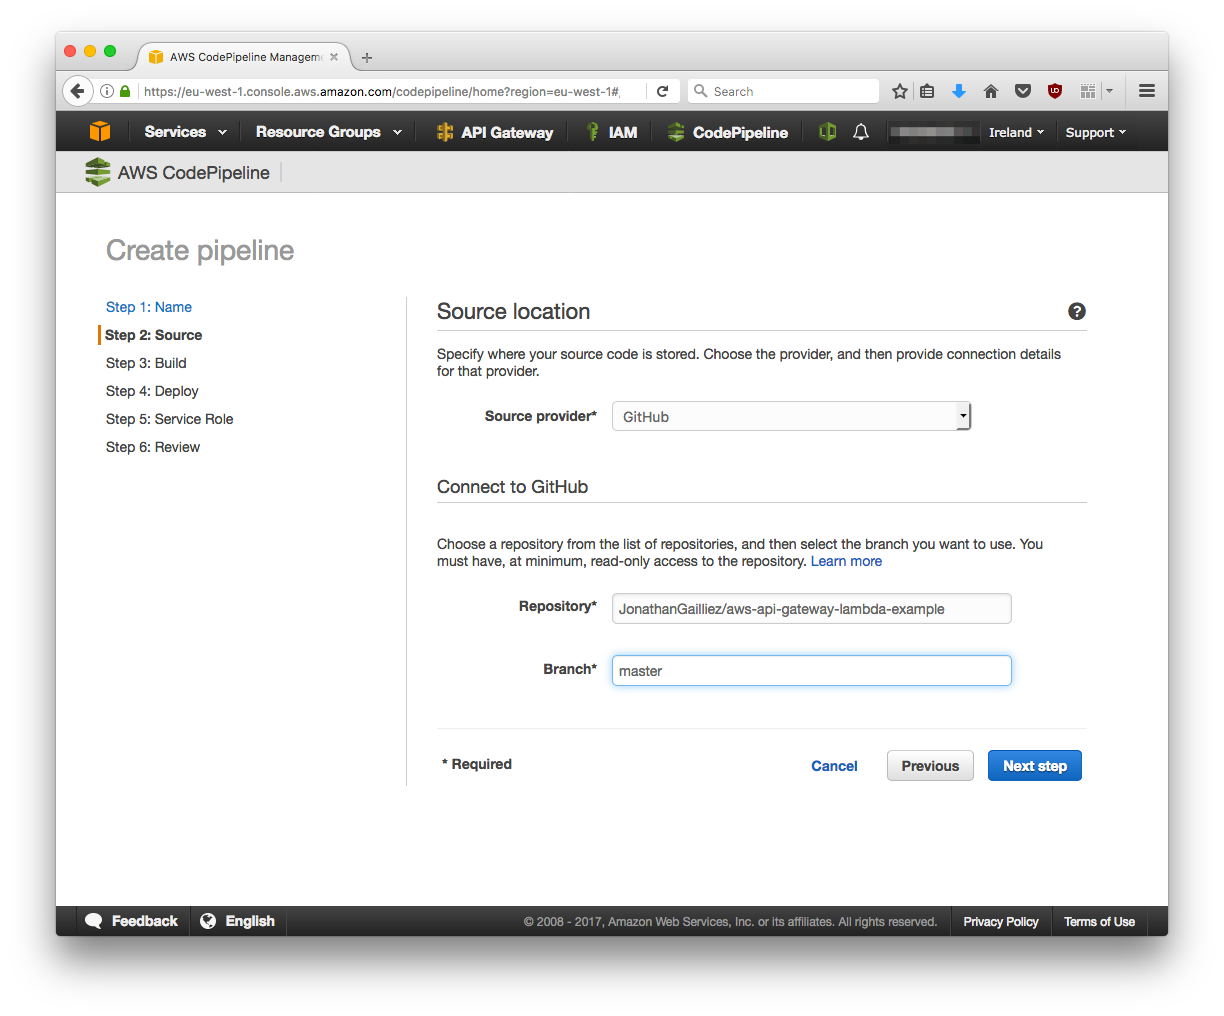 AWS CodePipeline Managem
https://eu-west-1.console.aws.amazon.com/codepipeline/home?region=eu-west-1#
Search
Services
Resource Groups
API Gateway
IAM
CodePipeline
Ireland
Support
AWS CodePipeline
Create pipeline
Step 1: Name
Step 2: Source
Step 3: Build
Step 4: Deploy
Step 5: Service Role
Step 6: Review
Source location
Specify where your source code is stored. Choose the provider, and then provide connection details
for that provider.
Source provider*
GitHub
Connect to GitHub
Choose a repository from the list of repositories, and then select the branch you want to use. You
must have, at minimum, read-only access to the repository. Learn more
Repository*
JonathanGailliez/aws-api-gateway-lambda-example
Branch*
master
* Required
Cancel
Previous
Next step
Feedback
English
© 2008 - 2017, Amazon Web Services, Inc. or its affiliates. All rights reserved.
Privacy Policy
Terms of Use